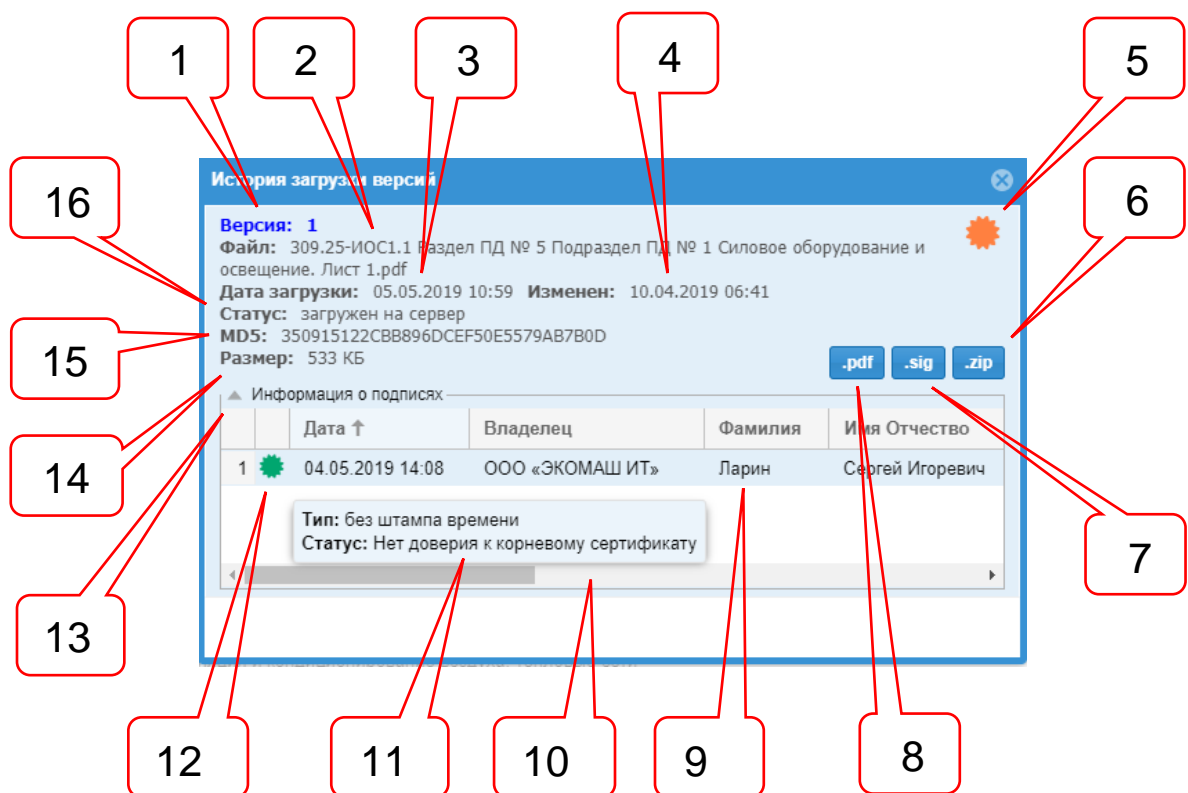 1
2
3
4
5
История загрузки версий
16
6
Версия: 1
Файл: 309.25-ИОС1.1 Раздел ПД № 5 Подраздел ПД № 1 Силовое оборудование и
освещение. Лист 1.pdf
Дата загрузки: 05.05.2019 10:59 Изменен: 10.04.2019 06:41
Статус: загружен на сервер
MD5: 350915122CBB896DCEF50E5579AB7B0D
15
Размер: 533 КБ
.pdf .sig .zip
Информация о подписях
Дата ↑ Владелец Фамилия Имя Отчество
14
1 04.05.2019 14:08 ООО «ЭКОМАШ ИТ» Ларин Сергей Игоревич
Тип: без штампа времени
Статус: Нет доверия к корневому сертификату
7
13
12
11
10
9
8